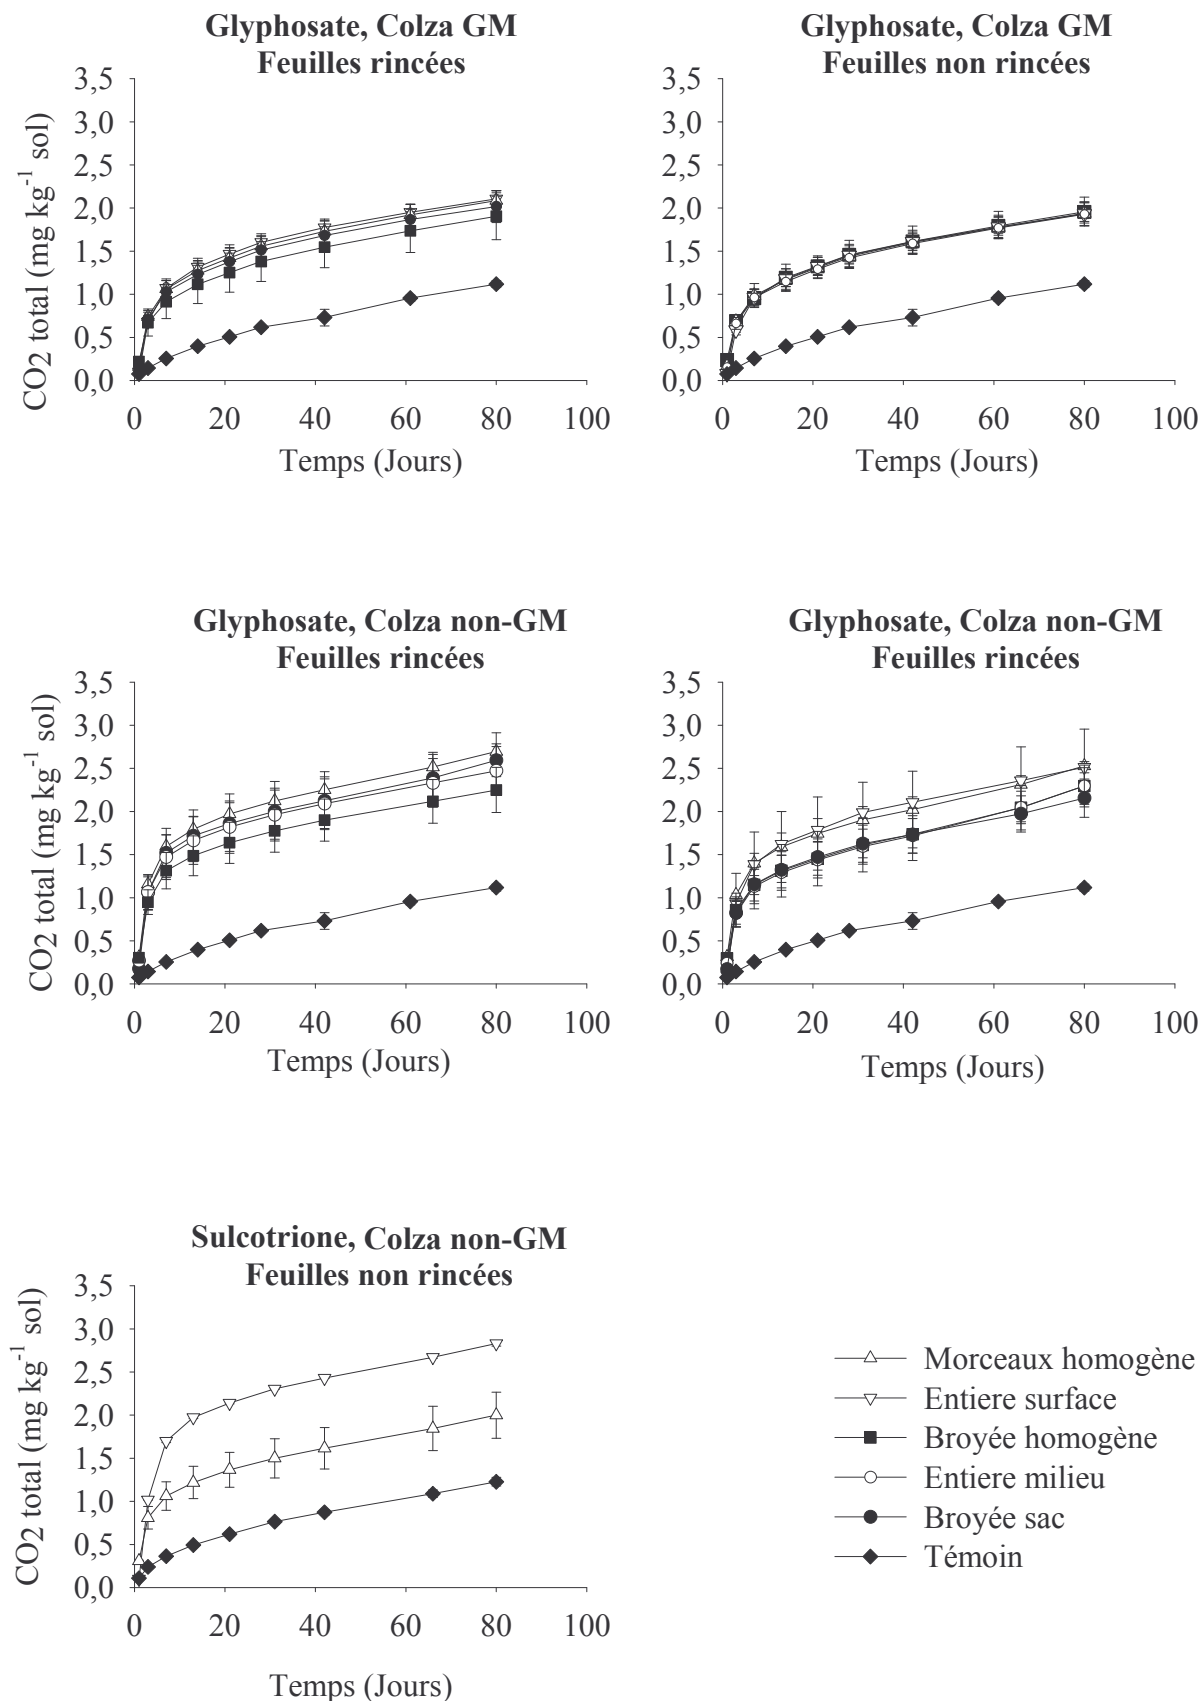 Glyphosate, Colza GM
Feuilles rincées
CO2 total (mg kg-1 sol)
3,5
3,0
2,5
2,0
1,5
1,0
0,5
0,0
0 20 40 60 80 100
Temps (Jours)
Glyphosate, Colza GM
Feuilles non rincées
3,5
3,0
2,5
2,0
1,5
1,0
0,5
0,0
0 20 40 60 80 100
Temps (Jours)
Glyphosate, Colza non-GM
Feuilles rincées
CO2 total (mg kg-1 sol)
3,5
3,0
2,5
2,0
1,5
1,0
0,5
0,0
0 20 40 60 80 100
Temps (Jours)
Glyphosate, Colza non-GM
Feuilles rincées
3,5
3,0
2,5
2,0
1,5
1,0
0,5
0,0
0 20 40 60 80 100
Temps (Jours)
Sulcotrione, Colza non-GM
Feuilles non rincées
CO2 total (mg kg-1 sol)
3,5
3,0
2,5
2,0
1,5
1,0
0,5
0,0
0 20 40 60 80 100
Temps (Jours)
Morceaux homogène
Entiere surface
Broyée homogène
Entiere milieu
Broyée sac
Témoin